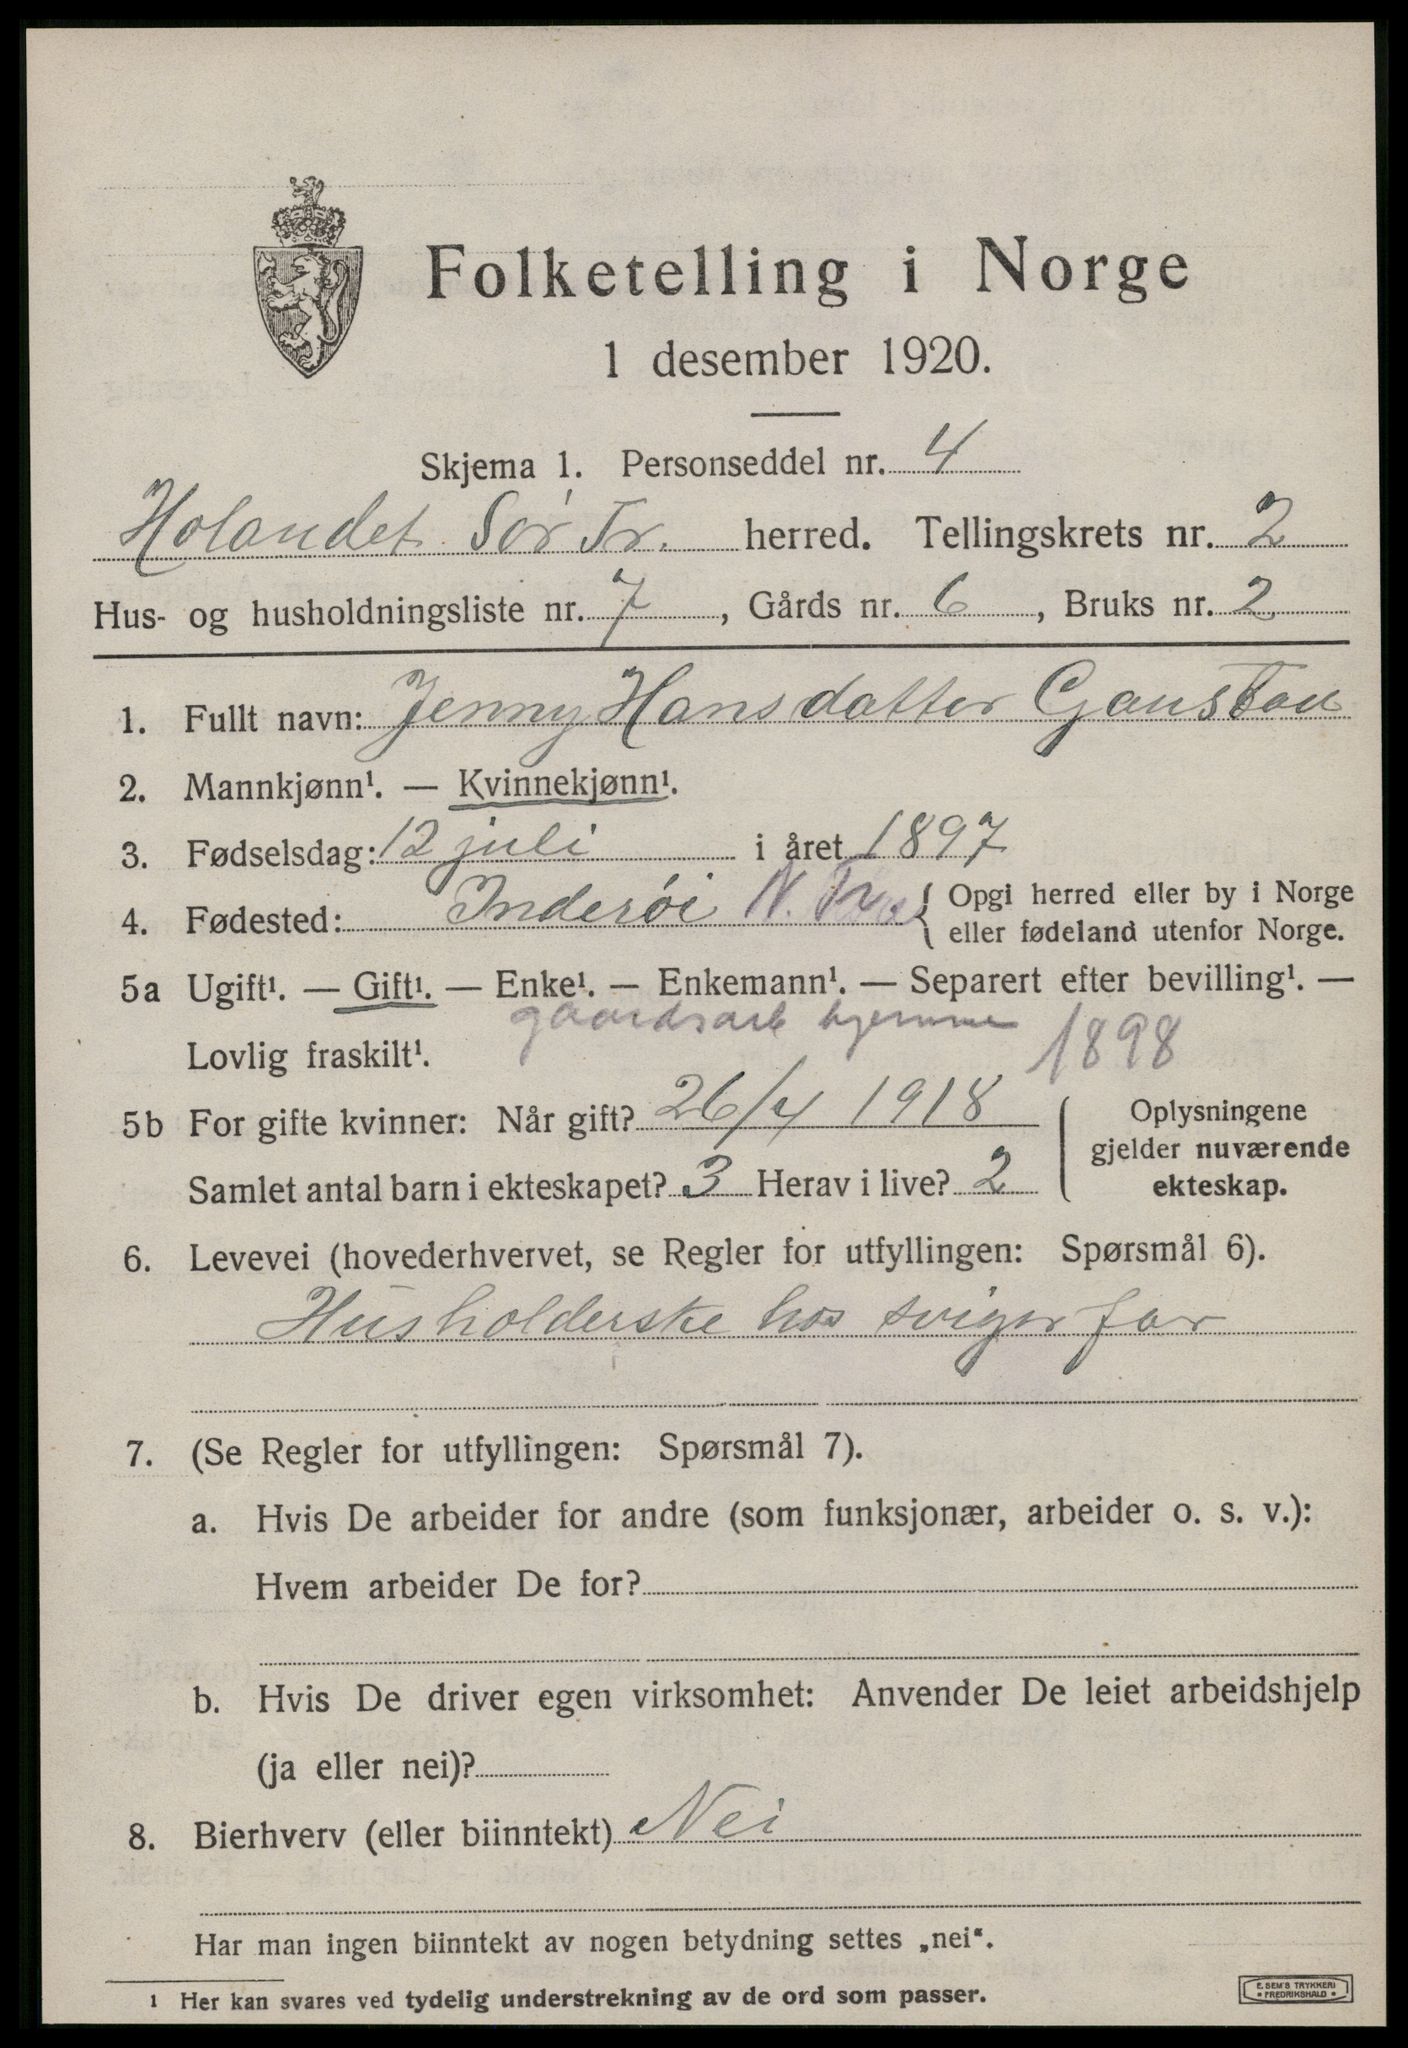 Folketelling i Norge
1 desember 1920.
Skjema 1. Personseddel nr. 4
Holandet Sör Tr. herred. Tellingskrets nr. 2
Hus- og husholdningsliste nr. 7, Gårds nr. 6, Bruks nr. 2
1. Fullt navn: Jenny Hansdatter
2. Mannkjønn¹. — Kvinnekjønn¹.
3. Fødselsdag: 12 juli i året 1897
4. Fødested: Inderöi N. Tr. { Opgi herred eller by i Norge
eller fødeland utenfor Norge.
5a Ugift¹. — Gift¹. — Enke¹. — Enkemann¹. — Separert efter bevilling¹. —
gaardsarb hjemme 1898
Lovlig fraskilt¹.
5b For gifte kvinner: Når gift? 26/4 1918
Samlet antal barn i ekteskapet? 3 Herav i live? 2
Oplysningene
gjelder nuværende
ekteskap.
6. Levevei (hovederhvervet, se Regler for utfyllingen: Spørsmål 6).
Husholderske hos svigerfar
7. (Se Regler for utfyllingen: Spørsmål 7).
a. Hvis De arbeider for andre (som funksjonær, arbeider o. s. v.):
Hvem arbeider De for?
b. Hvis De driver egen virksomhet: Anvender De leiet arbeidshjelp
(ja eller nei)?
8. Bierhverv (eller biinntekt) Nei
Har man ingen biinntekt av nogen betydning settes „nei“.
1 Her kan svares ved tydelig understrekning av de ord som passer.
E. SEM'S TRYKKERI
* FREDRIKSHALD *